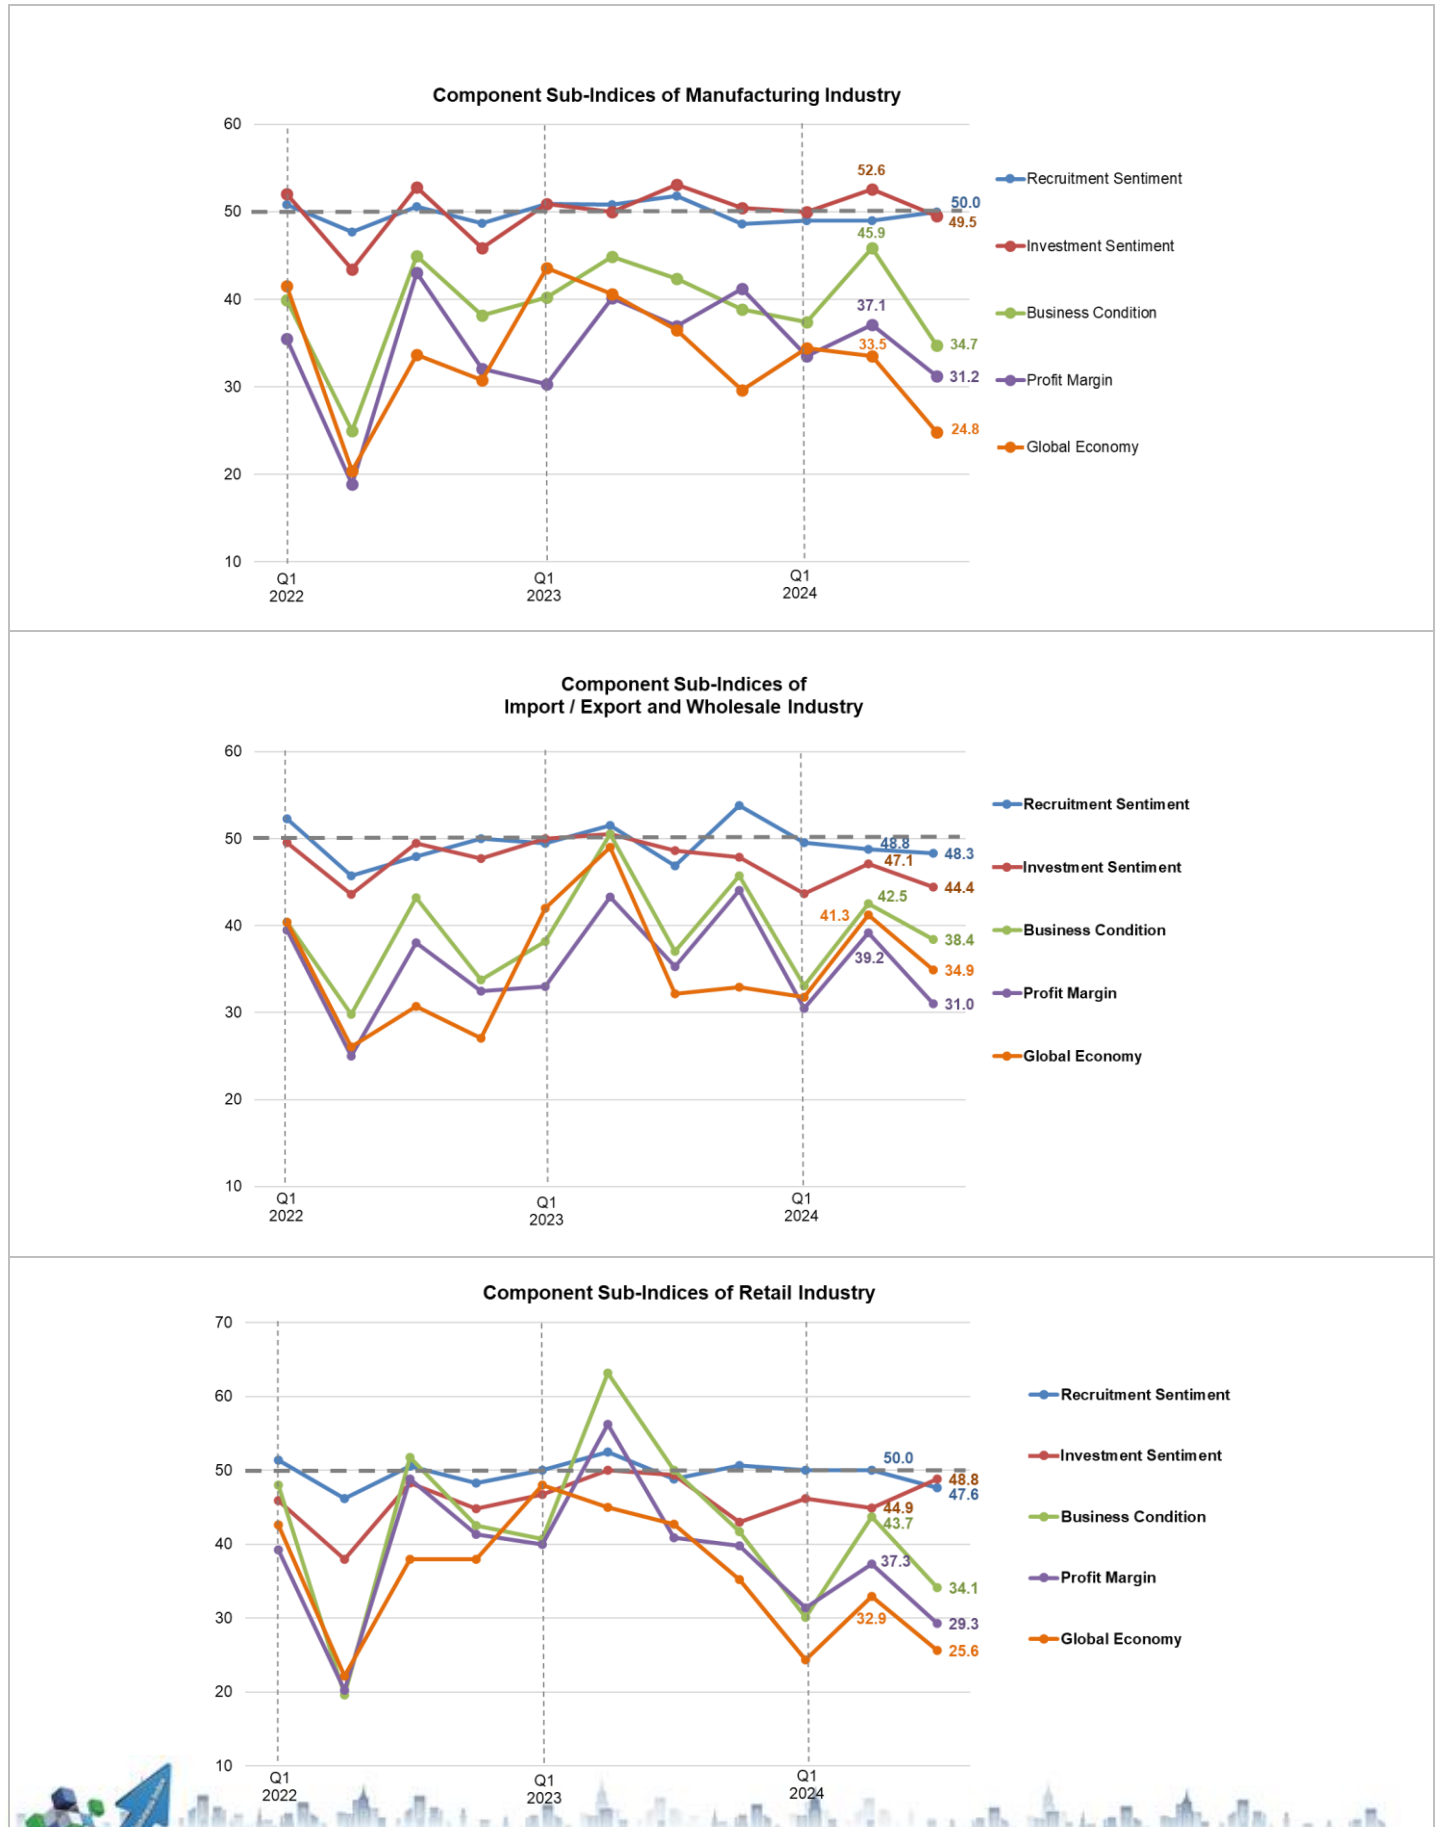 Component Sub-Indices of Manufacturing Industry
60
50
40
30
20
10
52.6
50.0
49.5
45.9
37.1
33.5
34.7
31.2
24.8
Recruitment Sentiment
Investment Sentiment
Business Condition
Profit Margin
Global Economy
Q1
2022
Q1
2023
Q1
2024
Component Sub-Indices of
Import / Export and Wholesale Industry
60
50
40
30
20
10
48.8
48.3
47.1
44.4
42.5
41.3
38.4
39.2
34.9
31.0
Recruitment Sentiment
Investment Sentiment
Business Condition
Profit Margin
Global Economy
Q1
2022
Q1
2023
Q1
2024
Component Sub-Indices of Retail Industry
70
60
50
40
30
20
10
50.0
48.8
47.6
44.9
43.7
37.3
34.1
32.9
29.3
25.6
Recruitment Sentiment
Investment Sentiment
Business Condition
Profit Margin
Global Economy
Q1
2022
Q1
2023
Q1
2024